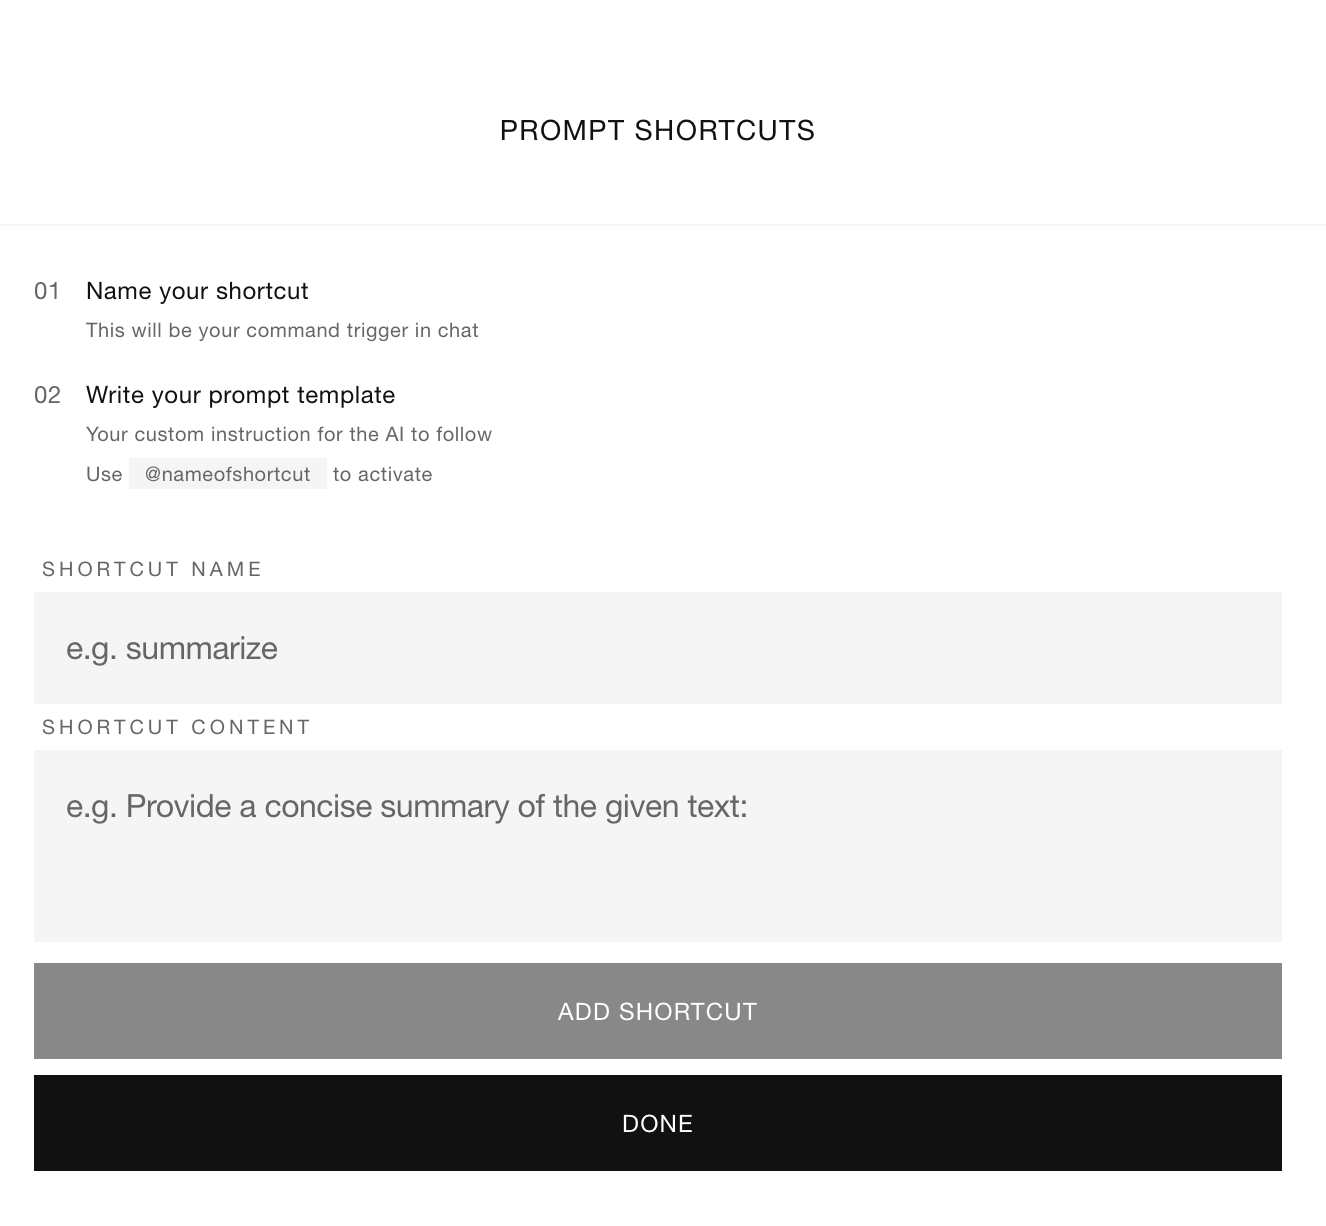 PROMPT SHORTCUTS
01 Name your shortcut
This will be your command trigger in chat
02 Write your prompt template
Your custom instruction for the AI to follow
Use @nameofshortcut to activate
SHORTCUT NAME
e.g. summarize
SHORTCUT CONTENT
e.g. Provide a concise summary of the given text:
ADD SHORTCUT
DONE